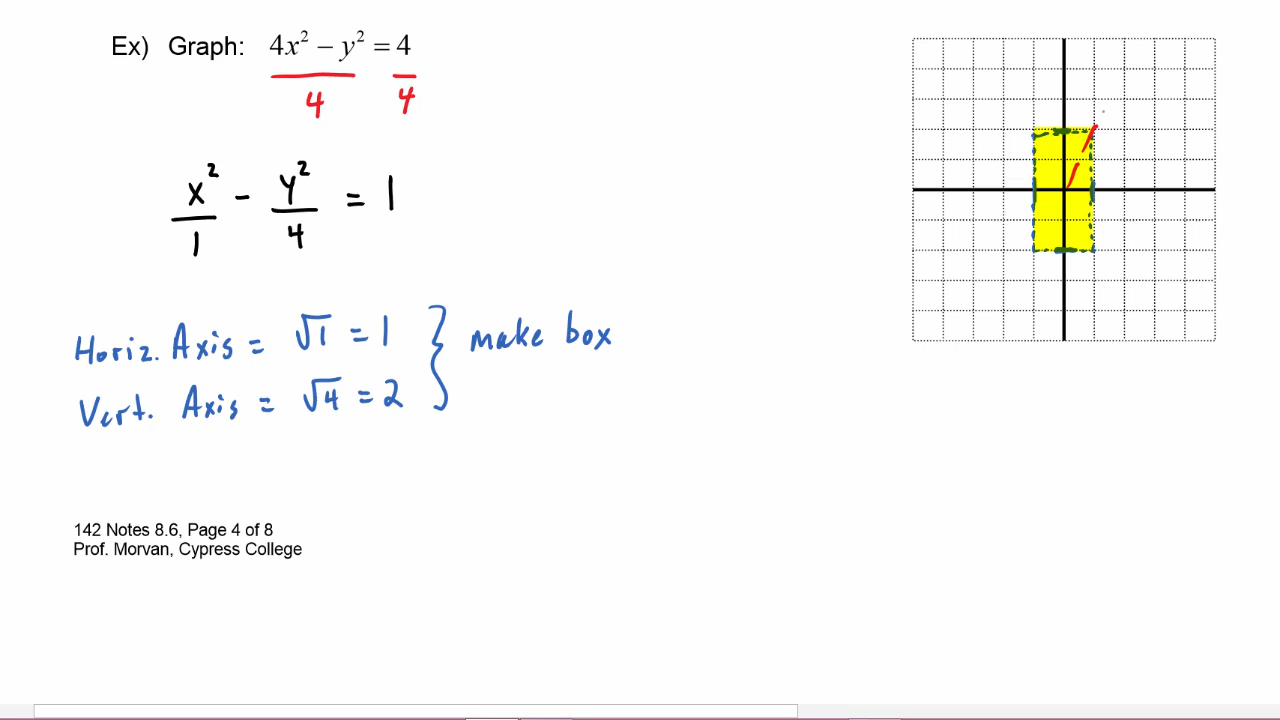 Ex) Graph: 4x² − y² = 4
4 4
x² - y² = 1
1 4
Horiz. Axis = √1 = 1 } make box
Vert. Axis = √4 = 2
142 Notes 8.6, Page 4 of 8
Prof. Morvan, Cypress College